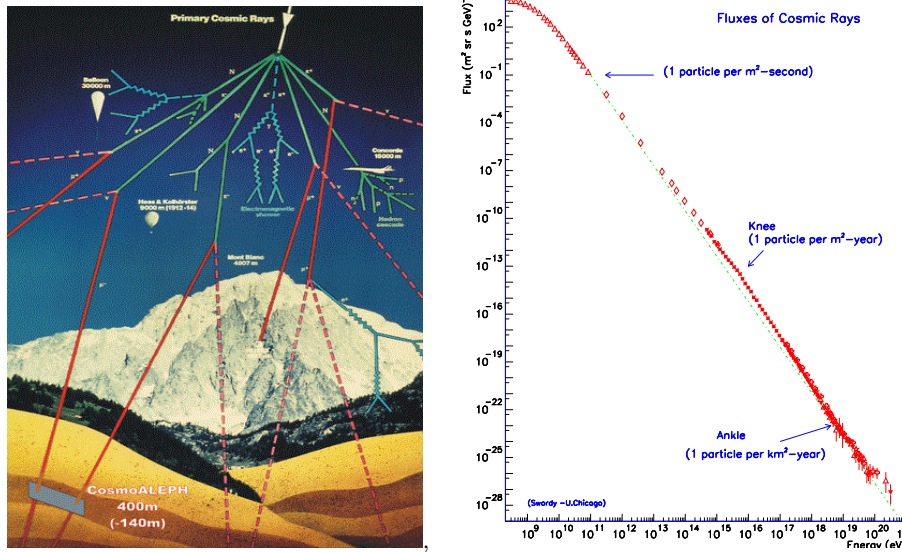 Primary Cosmic Rays
Balloon
30000 m
Concorde
15000 m
Hess & Kolhörster
9000 m (1912-14)
Electromagnetic
shower
Hadron
cascade
Mont Blanc
4807 m
CosmoALEPH
400m
(-140m)
,
Fluxes of Cosmic Rays
Flux (m² sr s GeV)⁻¹
(1 particle per m²−second)
Knee
(1 particle per m²−year)
Ankle
(1 particle per km²−year)
(Swordy −U.Chicago)
10²
10⁻¹
10⁻⁴
10⁻⁷
10⁻¹⁰
10⁻¹³
10⁻¹⁶
10⁻¹⁹
10⁻²²
10⁻²⁵
10⁻²⁸
10⁹ 10¹⁰ 10¹¹ 10¹² 10¹³ 10¹⁴ 10¹⁵ 10¹⁶ 10¹⁷ 10¹⁸ 10¹⁹ 10²⁰
Energy (eV